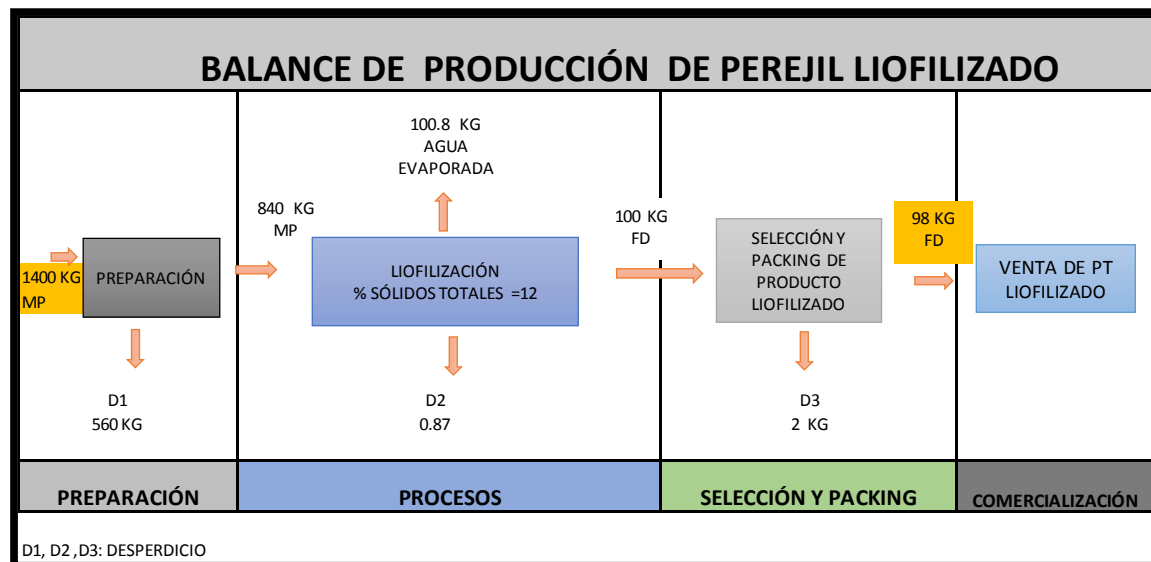 BALANCE DE PRODUCCIÓN DE PEREJIL LIOFILIZADO
1400 KG
MP
PREPARACIÓN
D1
560 KG
840 KG
MP
100.8 KG
AGUA
EVAPORADA
LIOFILIZACIÓN
% SÓLIDOS TOTALES =12
D2
0.87
100 KG
FD
SELECCIÓN Y
PACKING DE
PRODUCTO
LIOFILIZADO
D3
2 KG
98 KG
FD
VENTA DE PT
LIOFILIZADO
PREPARACIÓN
PROCESOS
SELECCIÓN Y PACKING
COMERCIALIZACIÓN
D1, D2 ,D3: DESPERDICIO